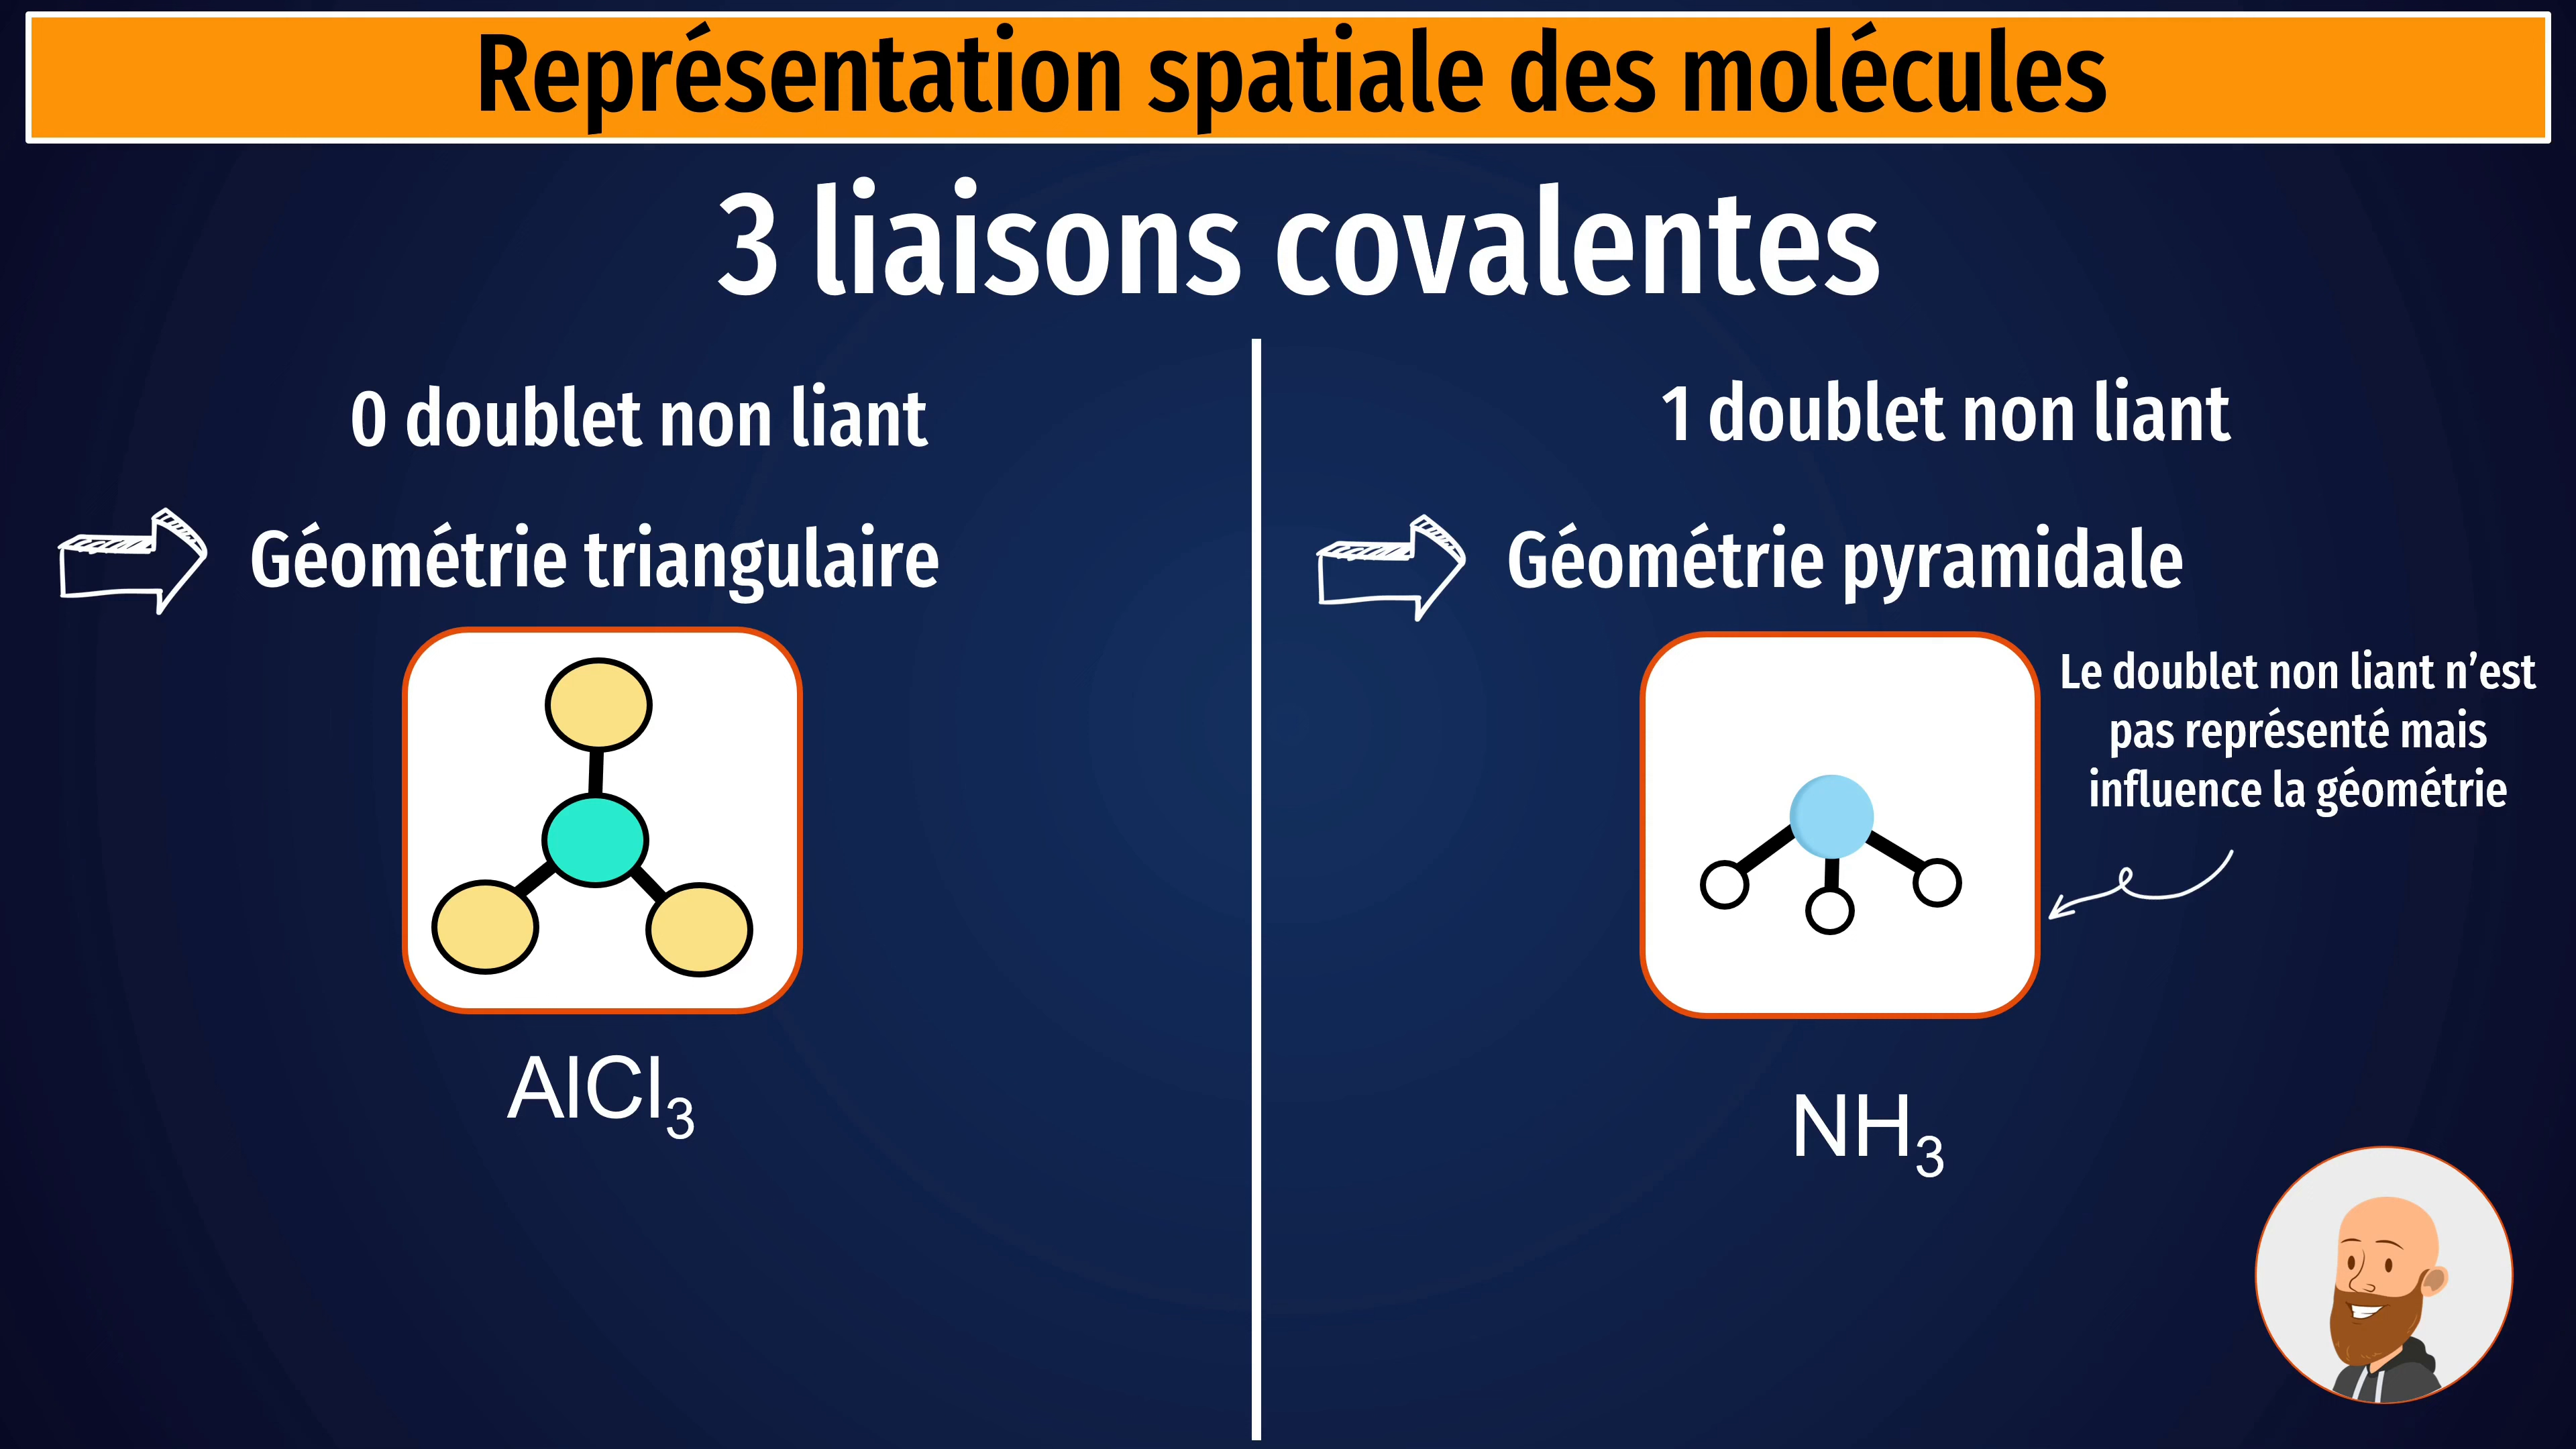 Représentation spatiale des molécules
3 liaisons covalentes
0 doublet non liant
Géométrie triangulaire
AlCl₃
1 doublet non liant
Géométrie pyramidale
Le doublet non liant n’est
pas représenté mais
influence la géométrie
NH₃